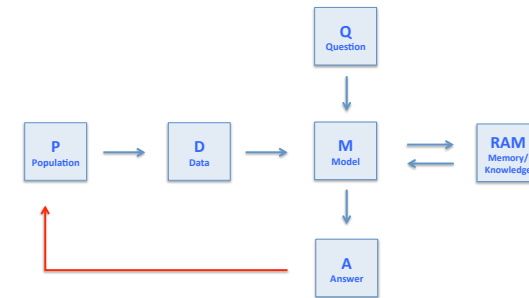 Q
Question
P
Population
D
Data
M
Model
RAM
Memory/
Knowledge
A
Answer